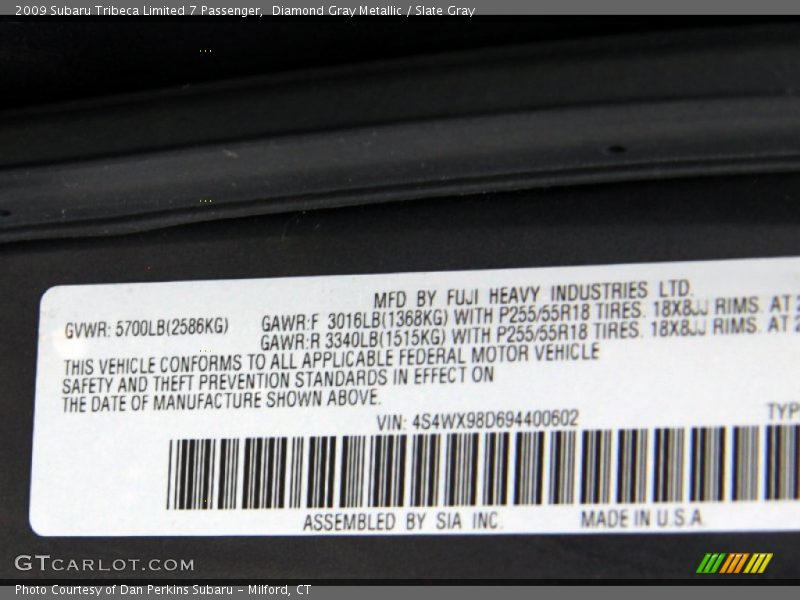 2009 Subaru Tribeca Limited 7 Passenger,  Diamond Gray Metallic / Slate Gray
MFD BY FUJI HEAVY INDUSTRIES LTD.
GVWR: 5700LB(2586KG) GAWR:F 3016LB(1368KG) WITH P255/55R18 TIRES. 18X8JJ RIMS. AT
GAWR:R 3340LB(1515KG) WITH P255/55R18 TIRES. 18X8JJ RIMS. AT
THIS VEHICLE CONFORMS TO ALL APPLICABLE FEDERAL MOTOR VEHICLE
SAFETY AND THEFT PREVENTION STANDARDS IN EFFECT ON
THE DATE OF MANUFACTURE SHOWN ABOVE.
VIN: 4S4WX98D694400602 TYP
ASSEMBLED BY SIA INC. MADE IN U.S.A.
GTCARLOT.COM
Photo Courtesy of Dan Perkins Subaru - Milford, CT